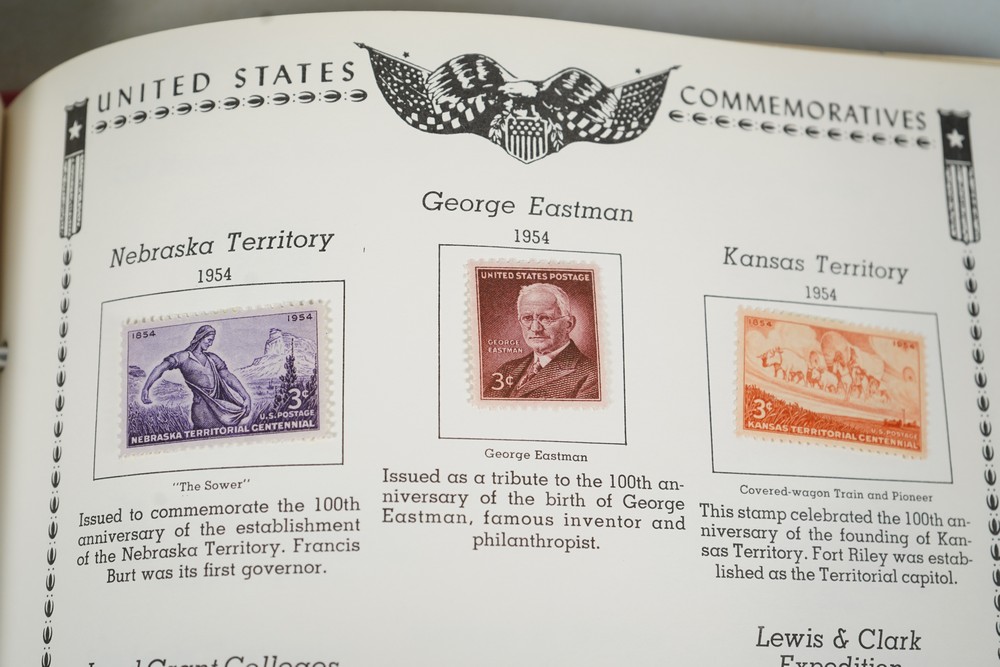 UNITED STATES
COMMEMORATIVES
Nebraska Territory
1954
1854
1954
3¢
U.S. POSTAGE
NEBRASKA TERRITORIAL CENTENNIAL
"The Sower"
Issued to commemorate the 100th
anniversary of the establishment
of the Nebraska Territory. Francis
Burt was its first governor.
George Eastman
1954
UNITED STATES POSTAGE
GEORGE
EASTMAN
3¢
George Eastman
Issued as a tribute to the 100th an-
niversary of the birth of George
Eastman, famous inventor and
philanthropist.
Kansas Territory
1954
1854
1954
3¢
U.S. POSTAGE
KANSAS TERRITORIAL CENTENNIAL
Covered-wagon Train and Pioneer
This stamp celebrated the 100th an-
niversary of the founding of Kan-
sas Territory. Fort Riley was estab-
lished as the Territorial capitol.
Land Grant Colleges
Lewis & Clark
Expedition